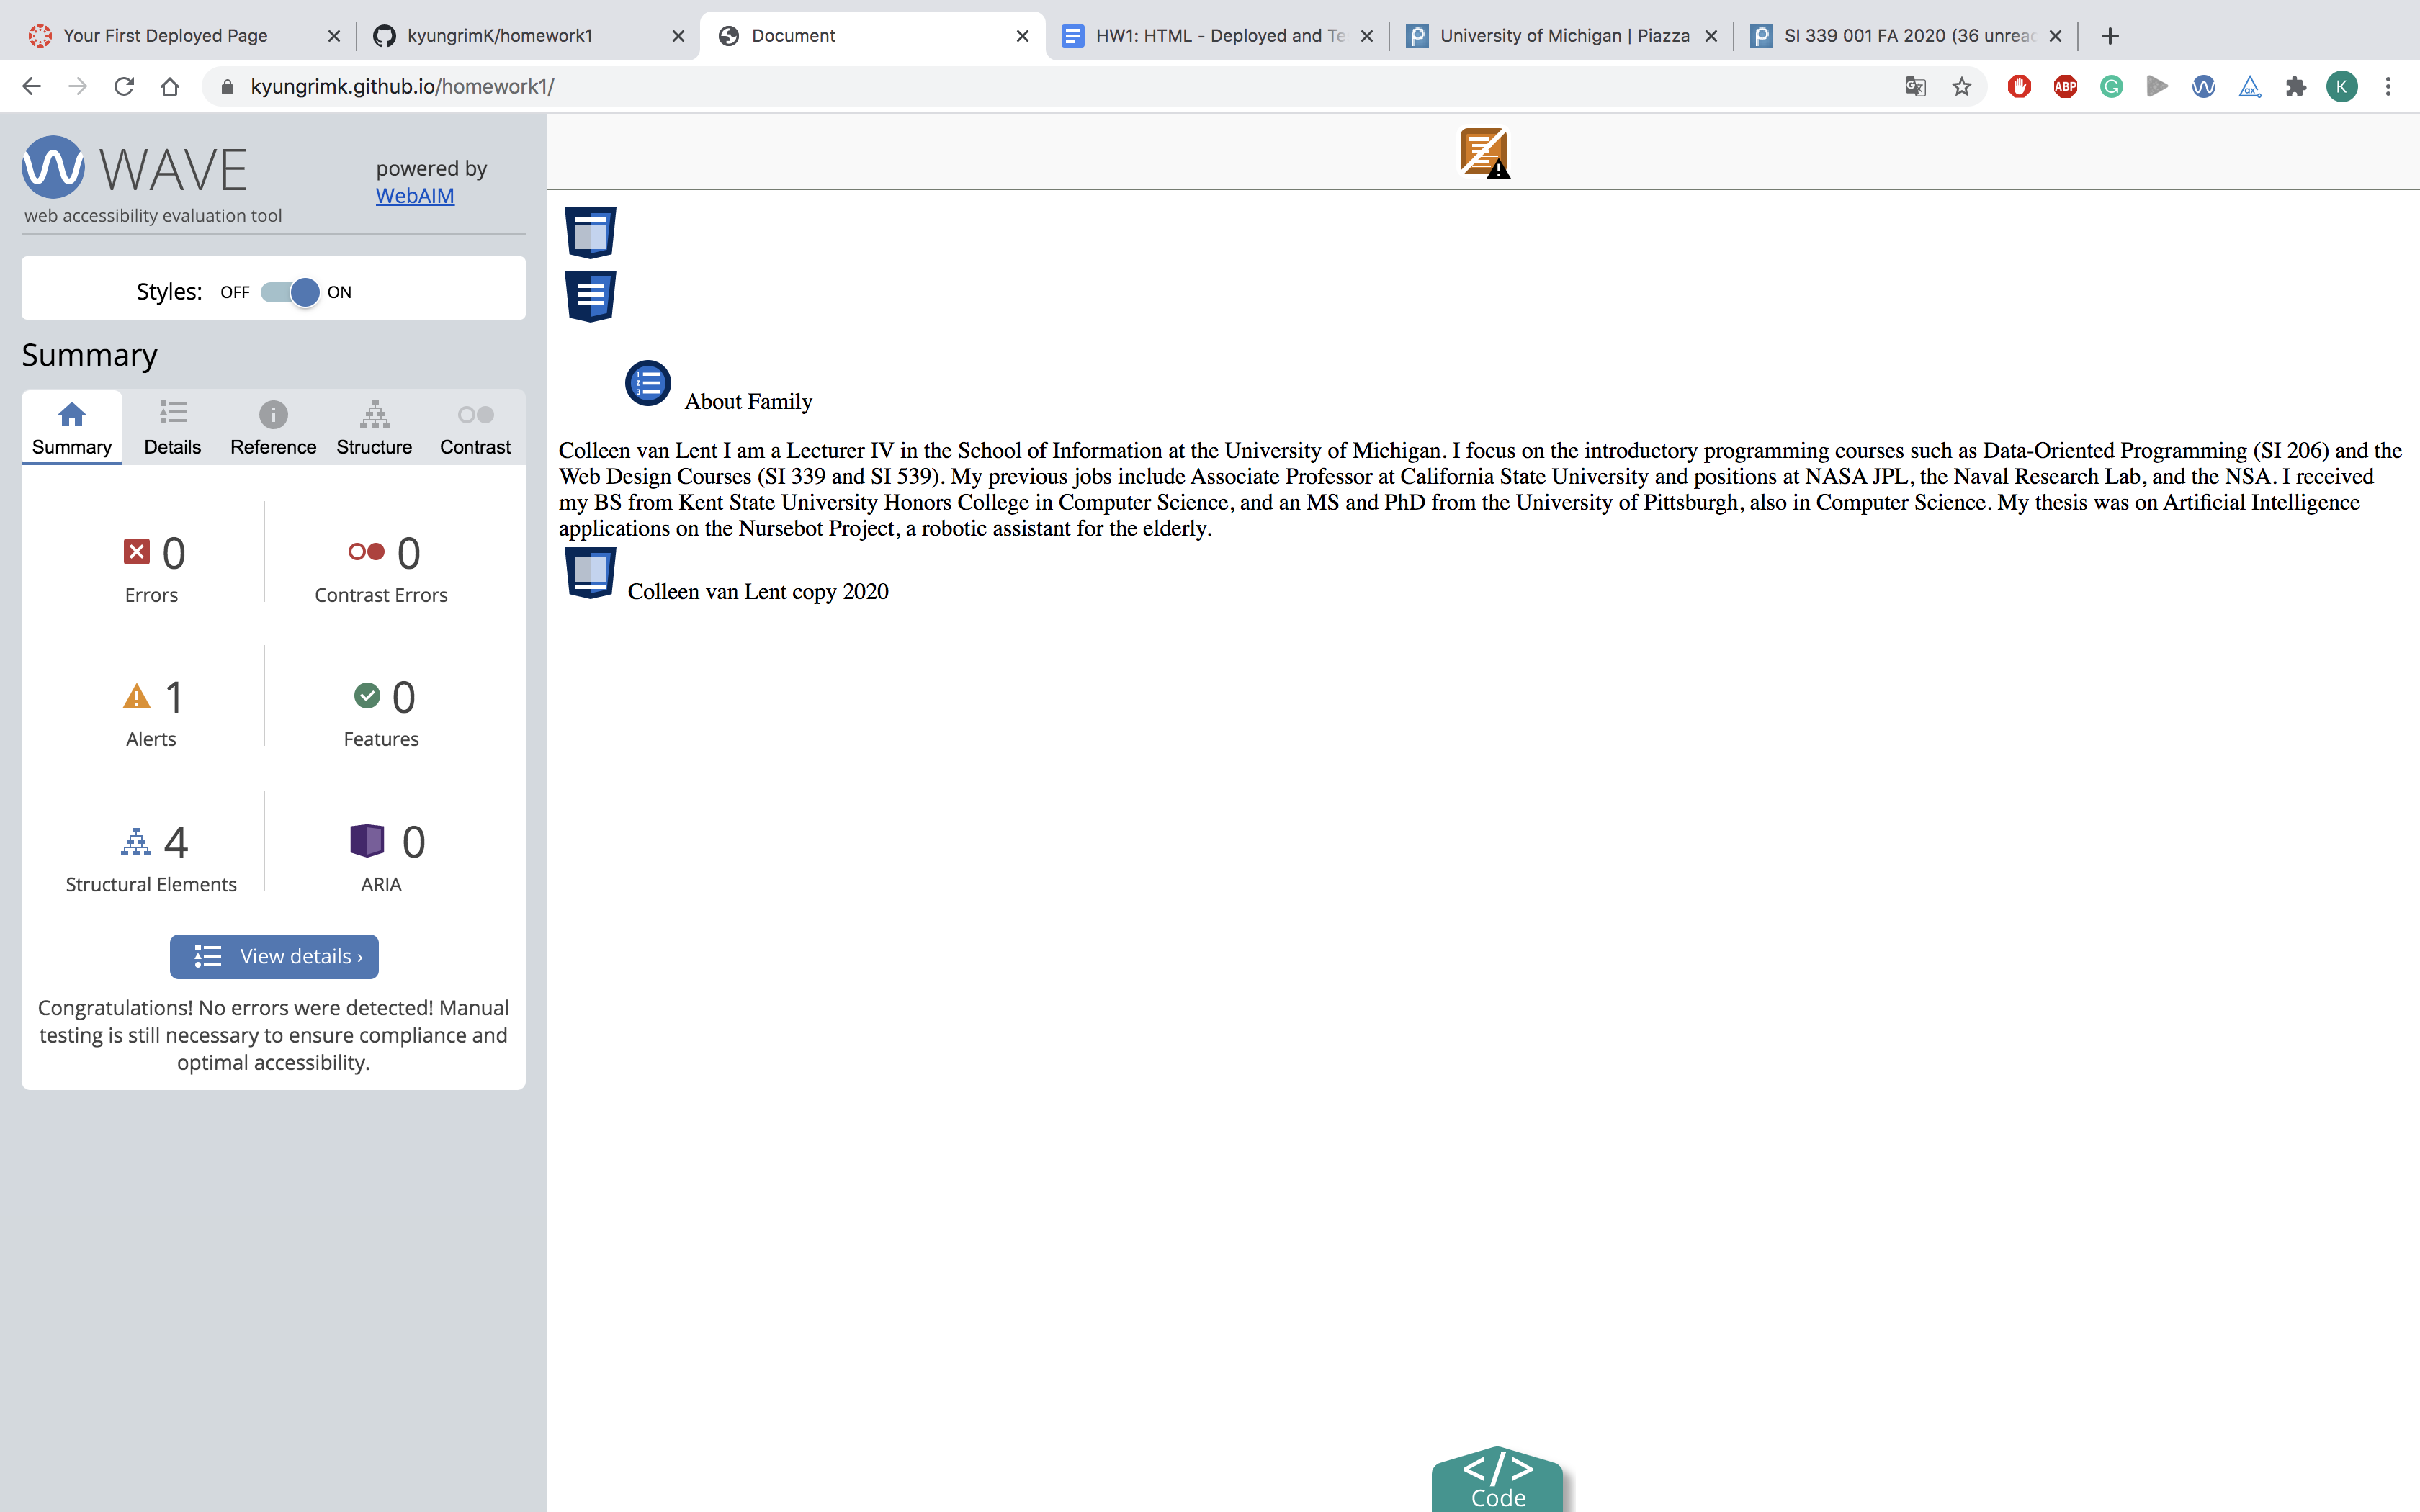 Your First Deployed Page
kyungrimK/homework1
Document
HW1: HTML - Deployed and Te
University of Michigan | Piazza
SI 339 001 FA 2020 (36 unrea
kyungrimk.github.io/homework1/
ABP
K
WAVE
web accessibility evaluation tool
powered by
WebAIM
Styles: OFF ON
Summary
Summary
Details
Reference
Structure
Contrast
0
Errors
0
Contrast Errors
1
Alerts
0
Features
4
Structural Elements
0
ARIA
View details ›
Congratulations! No errors were detected! Manual
testing is still necessary to ensure compliance and
optimal accessibility.
About Family
Colleen van Lent I am a Lecturer IV in the School of Information at the University of Michigan. I focus on the introductory programming courses such as Data-Oriented Programming (SI 206) and the
Web Design Courses (SI 339 and SI 539). My previous jobs include Associate Professor at California State University and positions at NASA JPL, the Naval Research Lab, and the NSA. I received
my BS from Kent State University Honors College in Computer Science, and an MS and PhD from the University of Pittsburgh, also in Computer Science. My thesis was on Artificial Intelligence
applications on the Nursebot Project, a robotic assistant for the elderly.
Colleen van Lent copy 2020
</>
Code